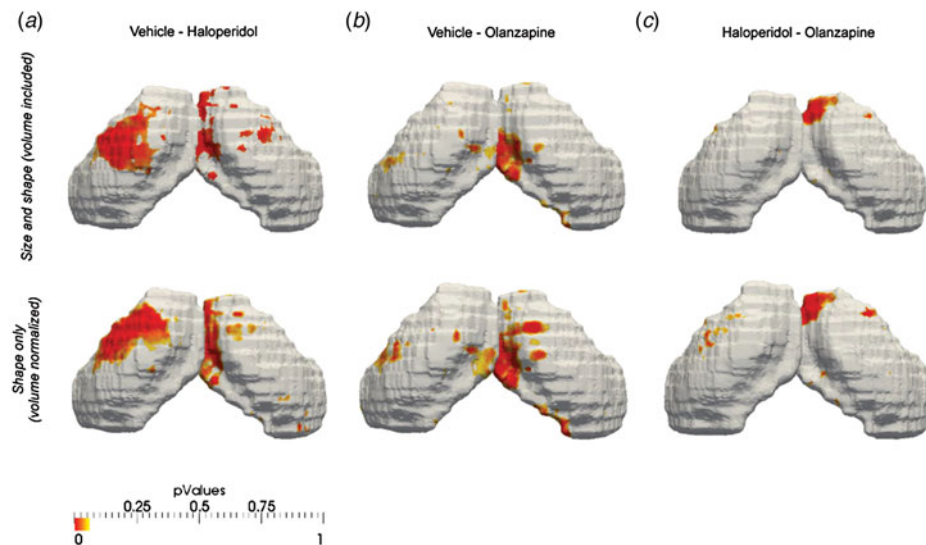 (a)
Vehicle - Haloperidol
(b)
Vehicle - Olanzapine
(c)
Haloperidol - Olanzapine
Size and shape (volume included)
Shape only
(volume normalized)
pValues
0.25 0.5 0.75
0 1